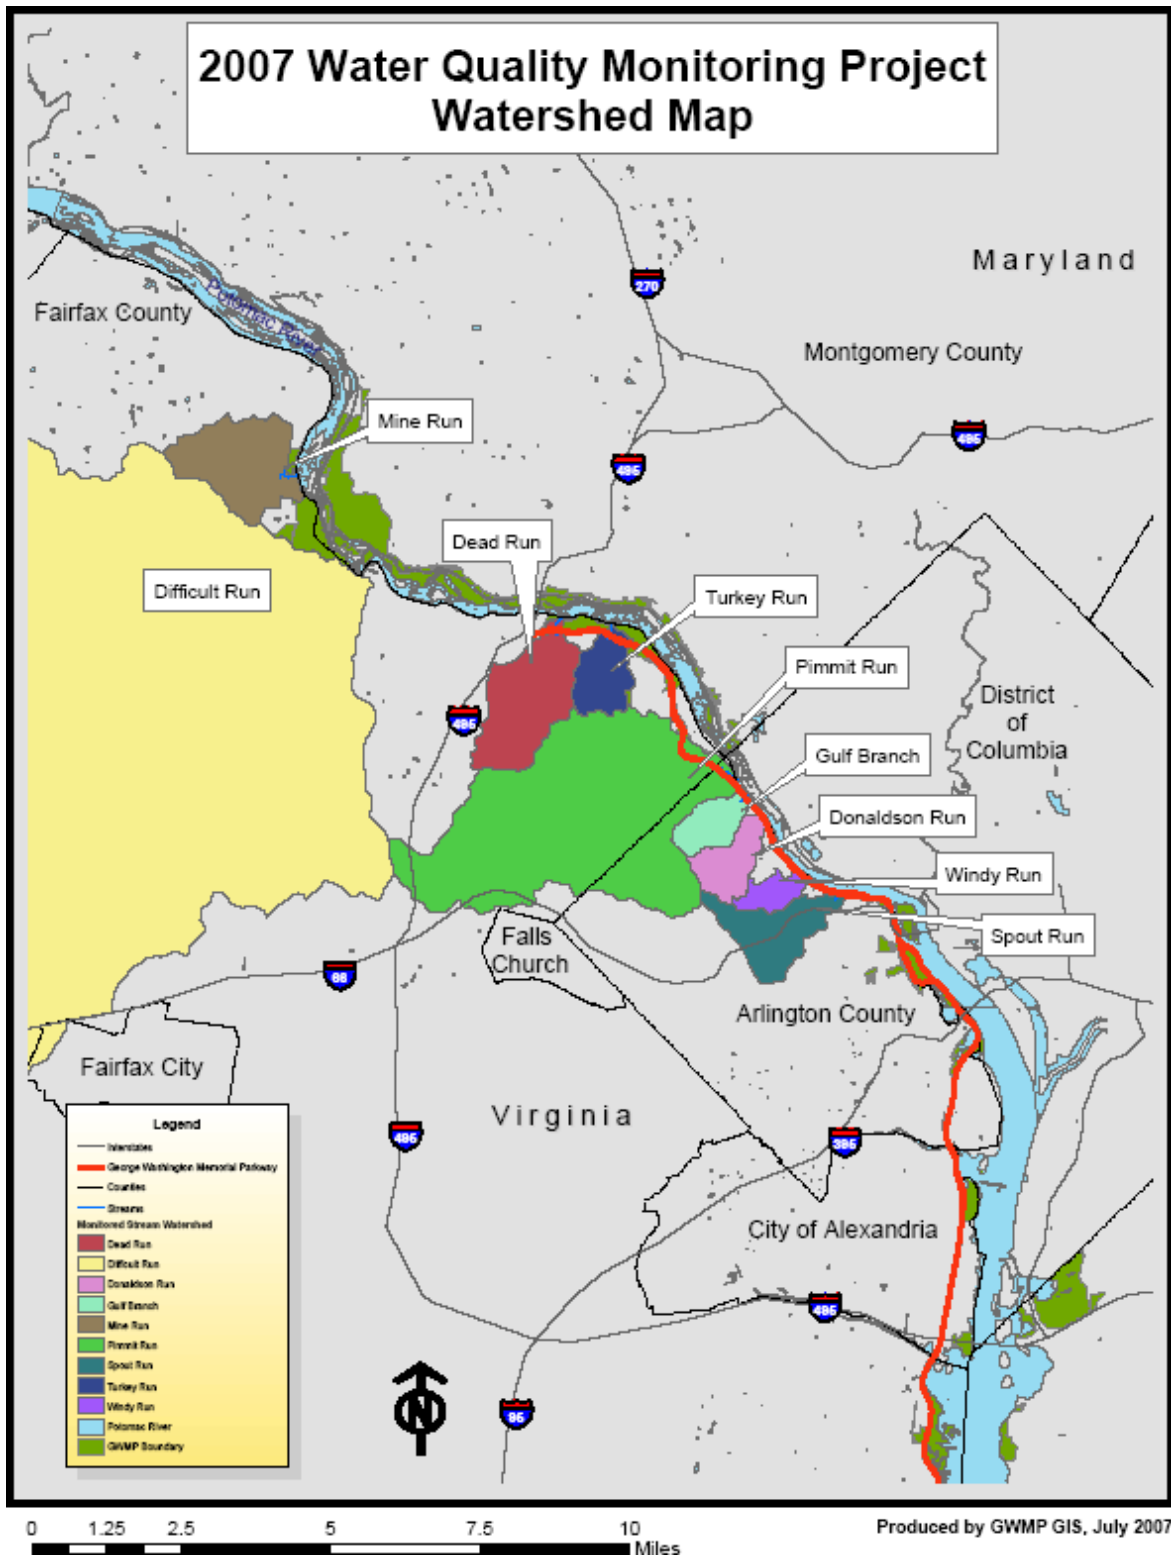 2007 Water Quality Monitoring Project
Watershed Map
Maryland
Potomac River
270
Fairfax County
Montgomery County
Mine Run
495
495
Dead Run
Difficult Run
Turkey Run
Pimmit Run
District
of
Columbia
495
Gulf Branch
Donaldson Run
Windy Run
Spout Run
Falls
Church
66
Arlington County
Fairfax City
Virginia
495
395
City of Alexandria
495
95
N
Legend
Interstates
George Washington Memorial Parkway
Counties
Streams
Monitored Stream Watershed
Dead Run
Difficult Run
Donaldson Run
Gulf Branch
Mine Run
Pimmit Run
Spout Run
Turkey Run
Windy Run
Potomac River
GWMP Boundary
0 1.25 2.5 5 7.5 10
Miles
Produced by GWMP GIS, July 2007